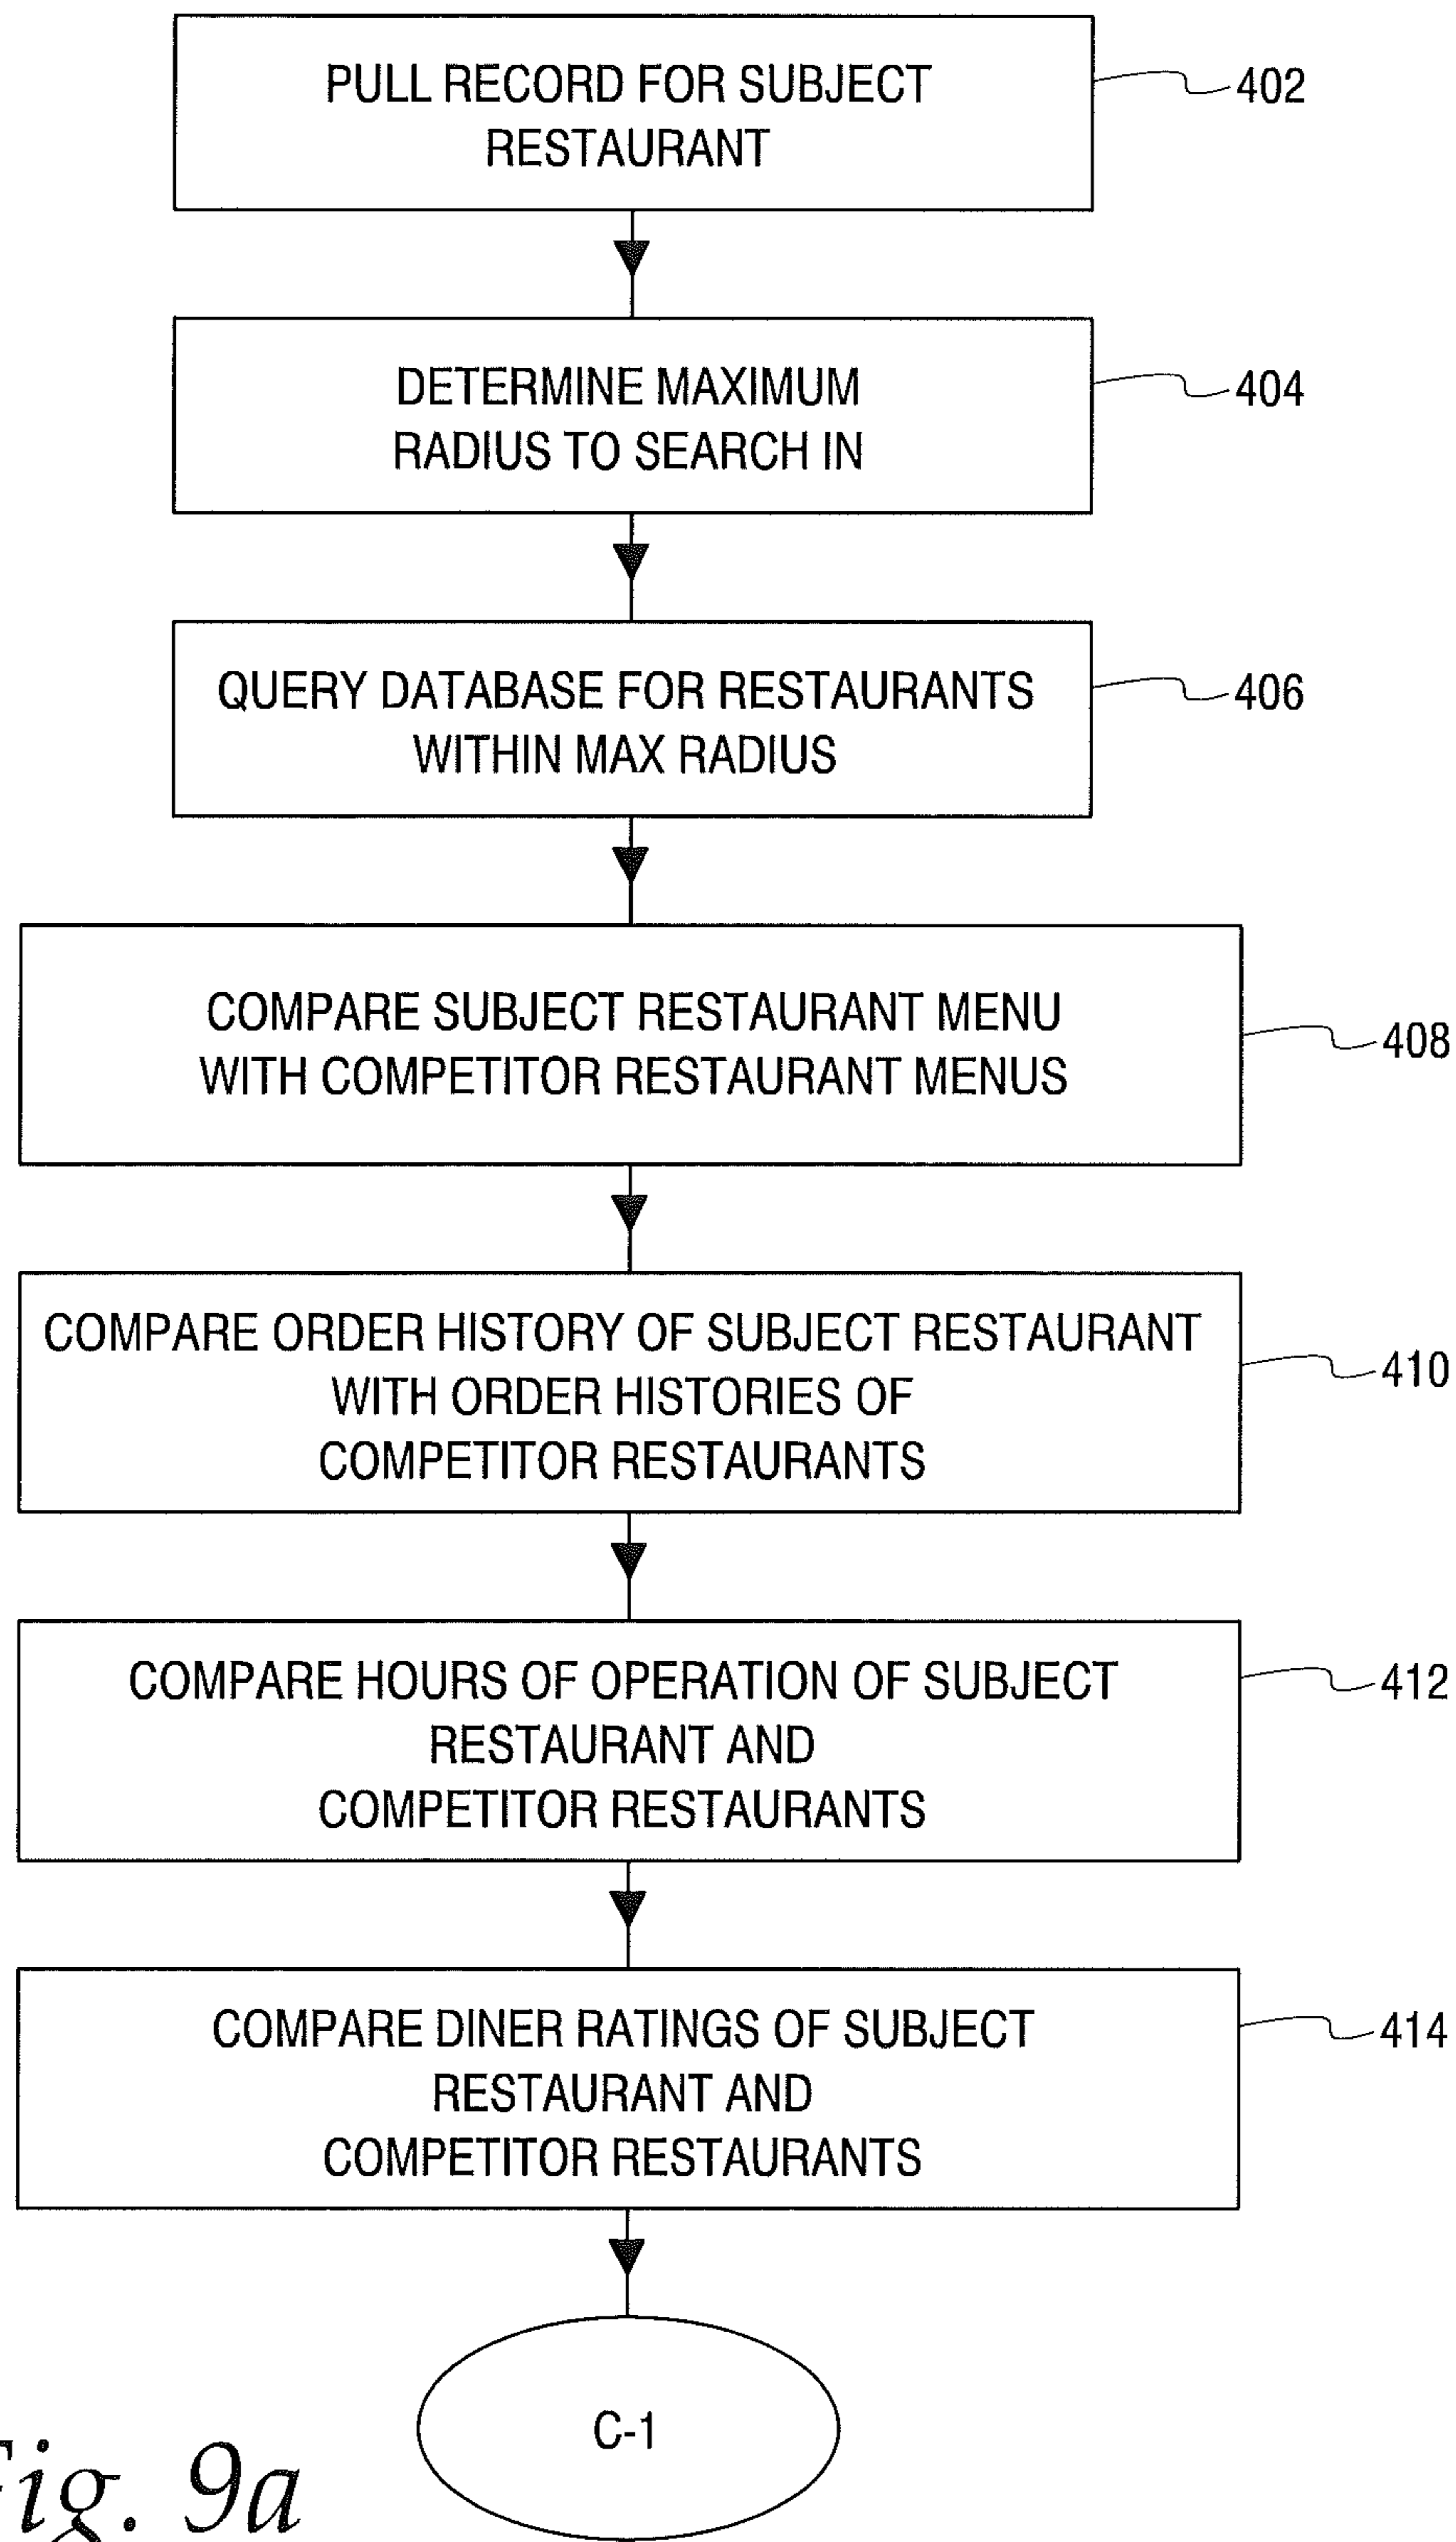 PULL RECORD FOR SUBJECT
RESTAURANT
402
DETERMINE MAXIMUM
RADIUS TO SEARCH IN
404
QUERY DATABASE FOR RESTAURANTS
WITHIN MAX RADIUS
406
COMPARE SUBJECT RESTAURANT MENU
WITH COMPETITOR RESTAURANT MENUS
408
COMPARE ORDER HISTORY OF SUBJECT RESTAURANT
WITH ORDER HISTORIES OF
COMPETITOR RESTAURANTS
410
COMPARE HOURS OF OPERATION OF SUBJECT
RESTAURANT AND
COMPETITOR RESTAURANTS
412
COMPARE DINER RATINGS OF SUBJECT
RESTAURANT AND
COMPETITOR RESTAURANTS
414
C-1
Fig. 9a